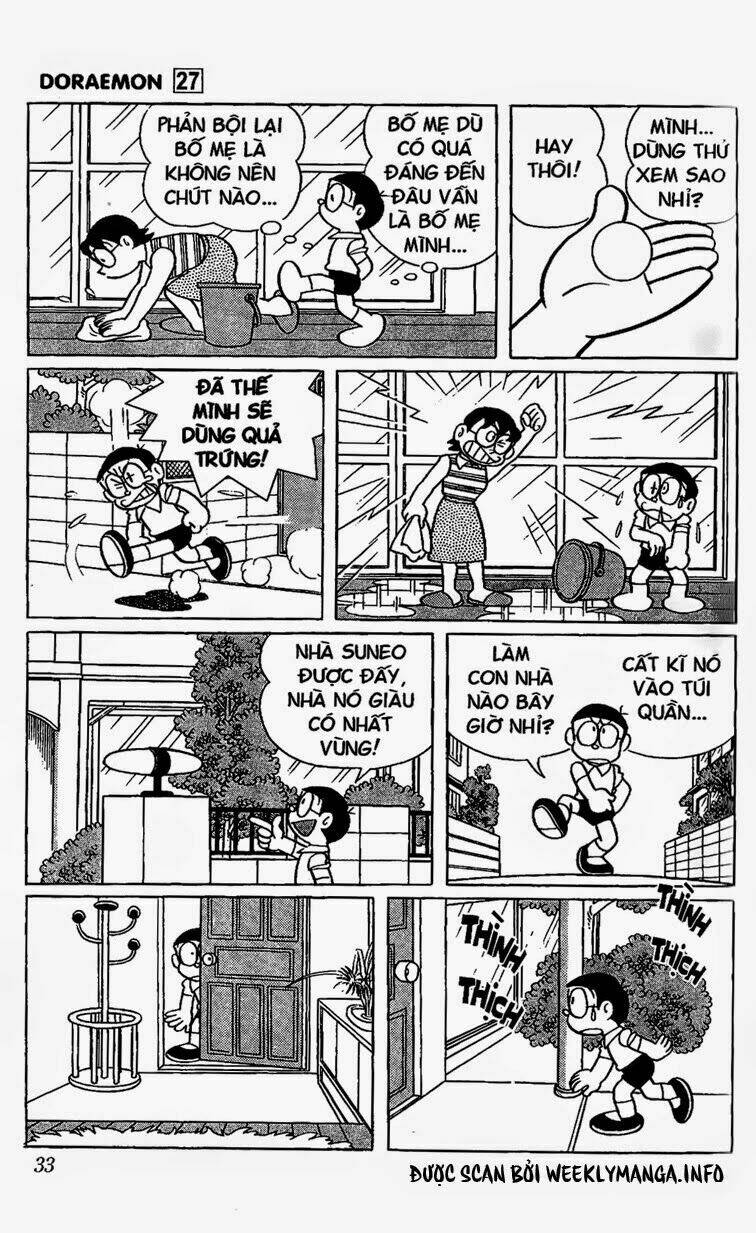 DORAEMON 27
MÌNH...
DÙNG THỬ
XEM SAO
NHỈ?
HAY
THÔI!
BỐ MẸ DÙ
CÓ QUÁ
ĐÁNG ĐẾN
ĐÂU VẪN
LÀ BỐ MẸ
MÌNH...
PHẢN BỘI LẠI
BỐ MẸ LÀ
KHÔNG NÊN
CHÚT NÀO...
ĐÃ THẾ
MÌNH SẼ
DÙNG QUẢ
TRỨNG!
CẤT KĨ NÓ
VÀO TÚI
QUẦN...
LÀM
CON NHÀ
NÀO BÂY
GIỜ NHỈ?
NHÀ SUNEO
ĐƯỢC ĐẤY,
NHÀ NÓ GIÀU
CÓ NHẤT
VÙNG!
THÌNH
THỊCH
THÌNH
THỊCH
33
ĐƯỢC SCAN BỞI WEEKLYMANGA.INFO